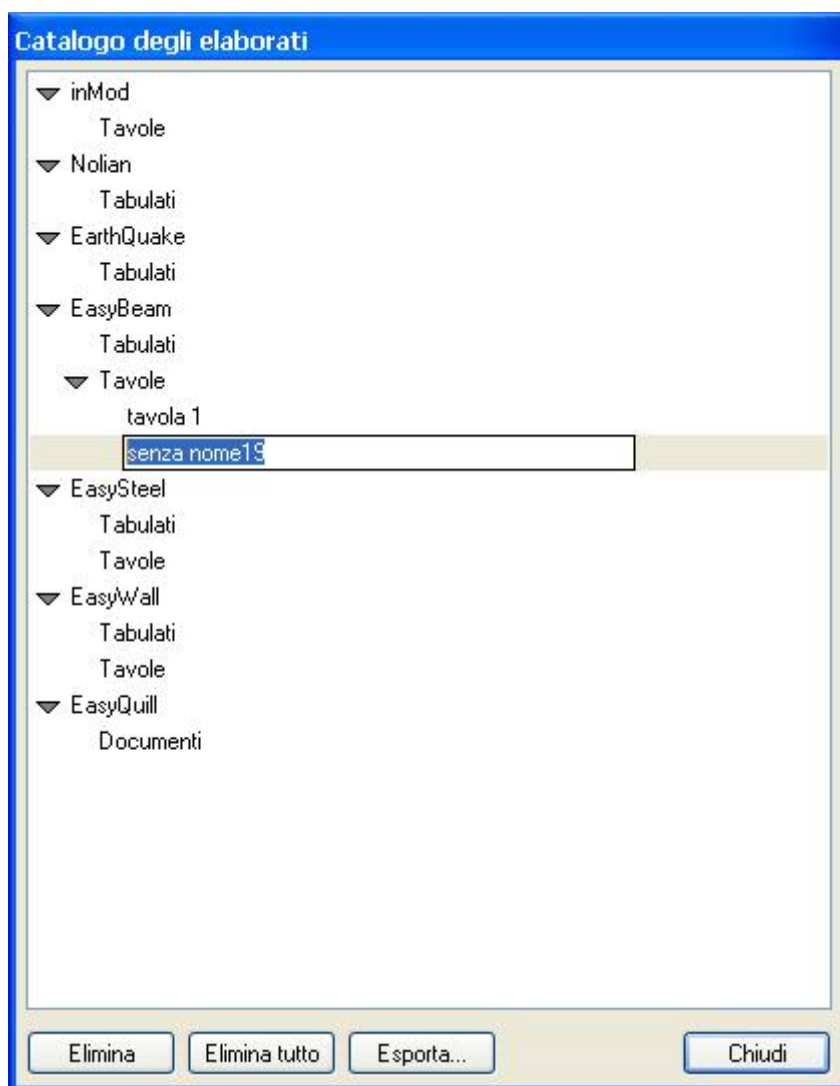 Catalogo degli elaborati
inMod
Tavole
Nolian
Tabulati
EarthQuake
Tabulati
EasyBeam
Tabulati
Tavole
tavola 1
senza nome19
EasySteel
Tabulati
Tavole
EasyWall
Tabulati
Tavole
EasyQuill
Documenti
Elimina Elimina tutto Esporta... Chiudi